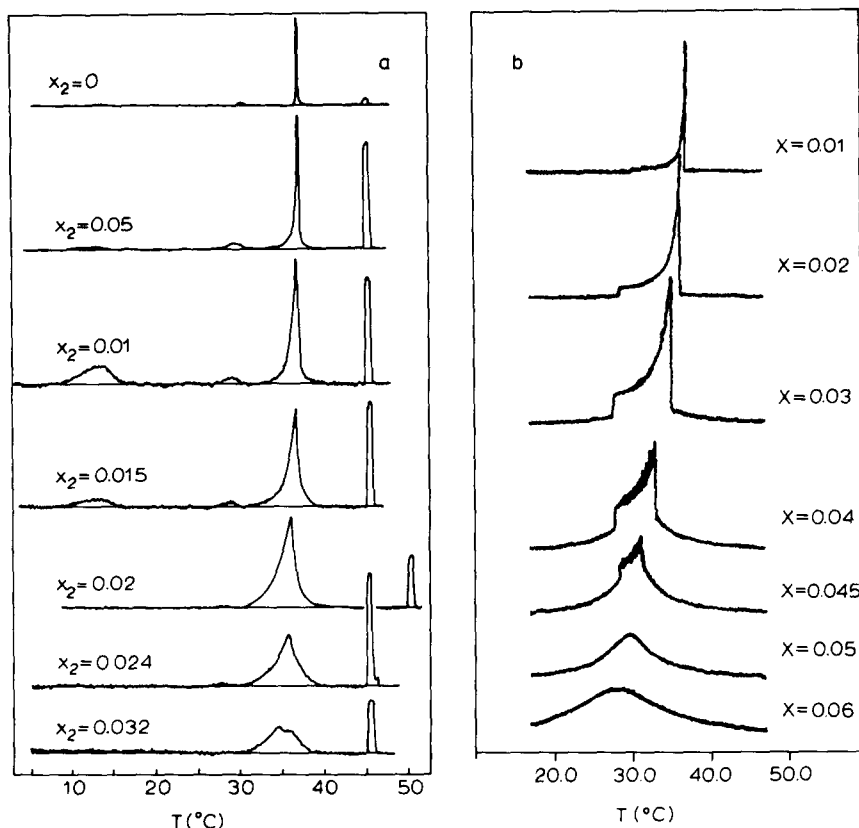 a
x₂=0
x₂=0.05
x₂=0.01
x₂=0.015
x₂=0.02
x₂=0.024
x₂=0.032
10 20 30 40 50
T(°C)
b
X=0.01
X=0.02
X=0.03
X=0.04
X=0.045
X=0.05
X=0.06
20.0 30.0 40.0 50.0
T (°C)